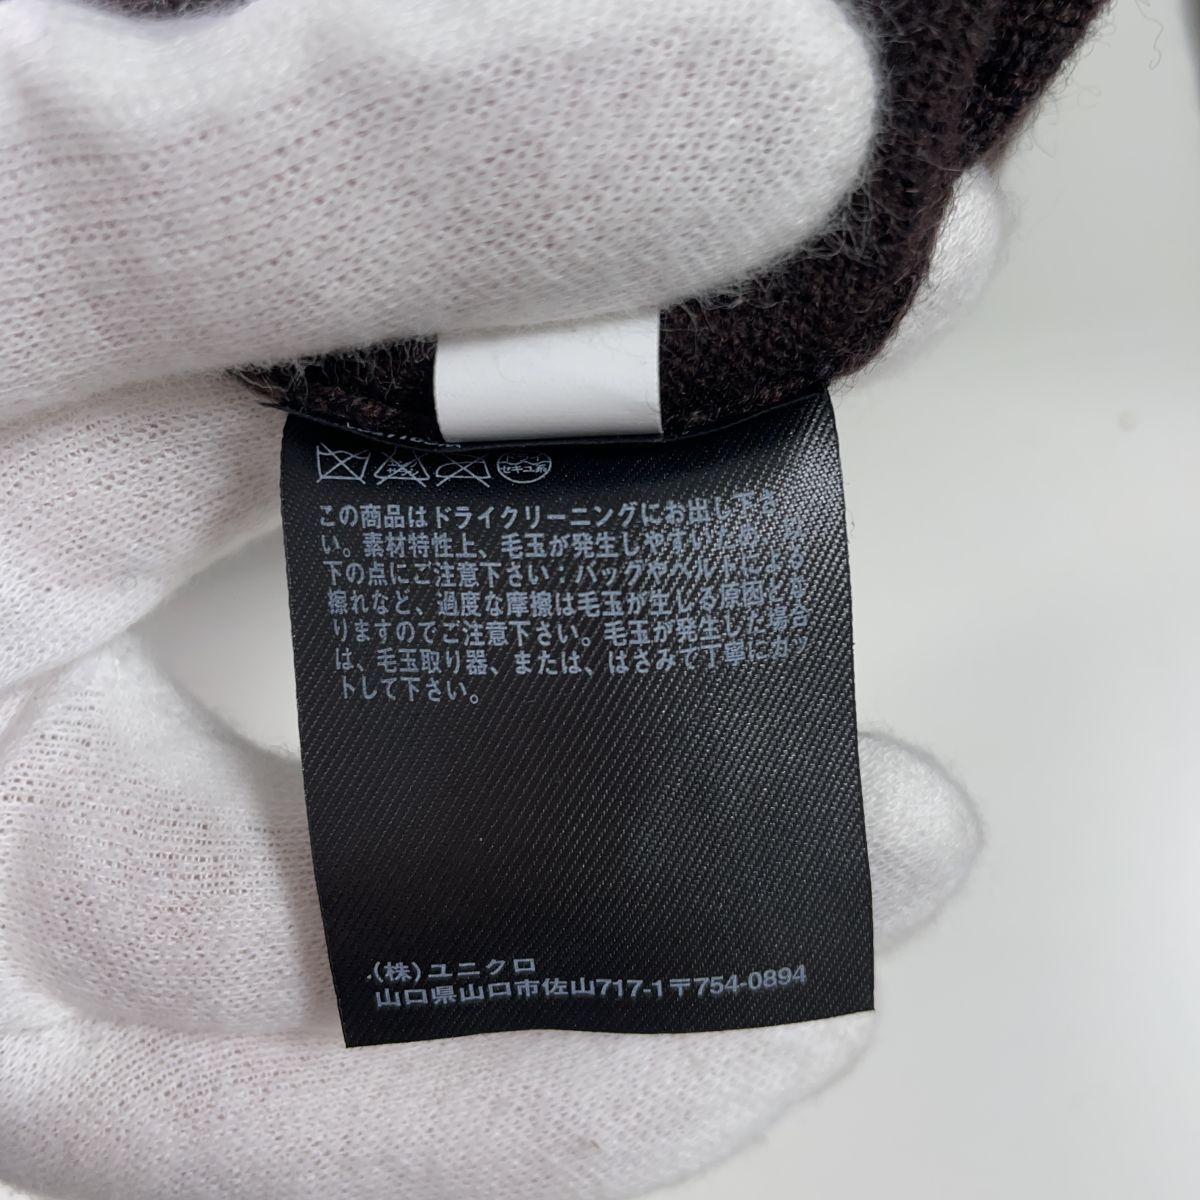 セキユ系
この商品はドライクリーニングにお出し下さ
い。素材特性上、毛玉が発生しやすいため、以
下の点にご注意下さい：バッグやベルトによる
擦れなど、過度な摩擦は毛玉が生じる原因とな
りますのでご注意下さい。毛玉が発生した場合
は、毛玉取り器、または、はさみで丁寧にカッ
トして下さい。
(株)ユニクロ
山口県山口市佐山717-1〒754-0894